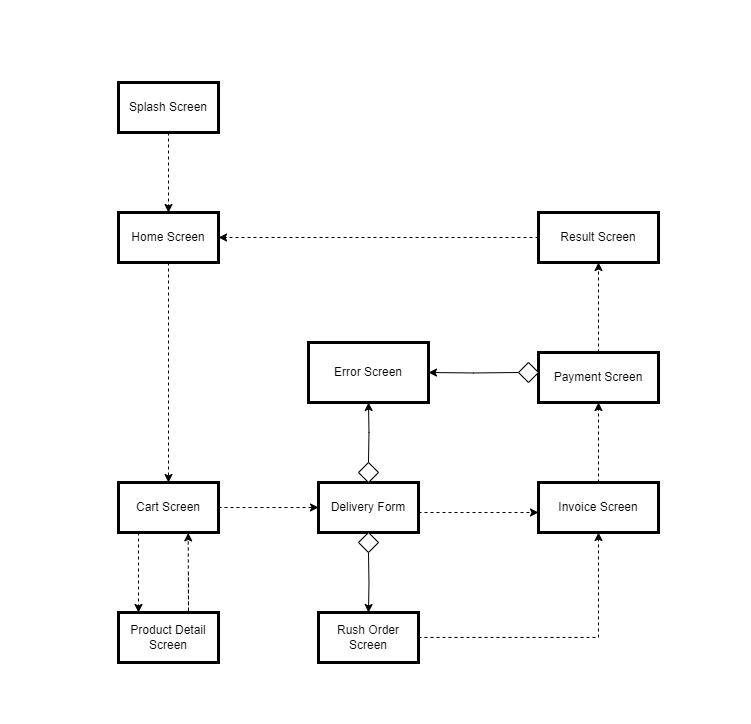 Splash Screen
Home Screen
Result Screen
Error Screen
Payment Screen
Cart Screen
Delivery Form
Invoice Screen
Product Detail
Screen
Rush Order
Screen